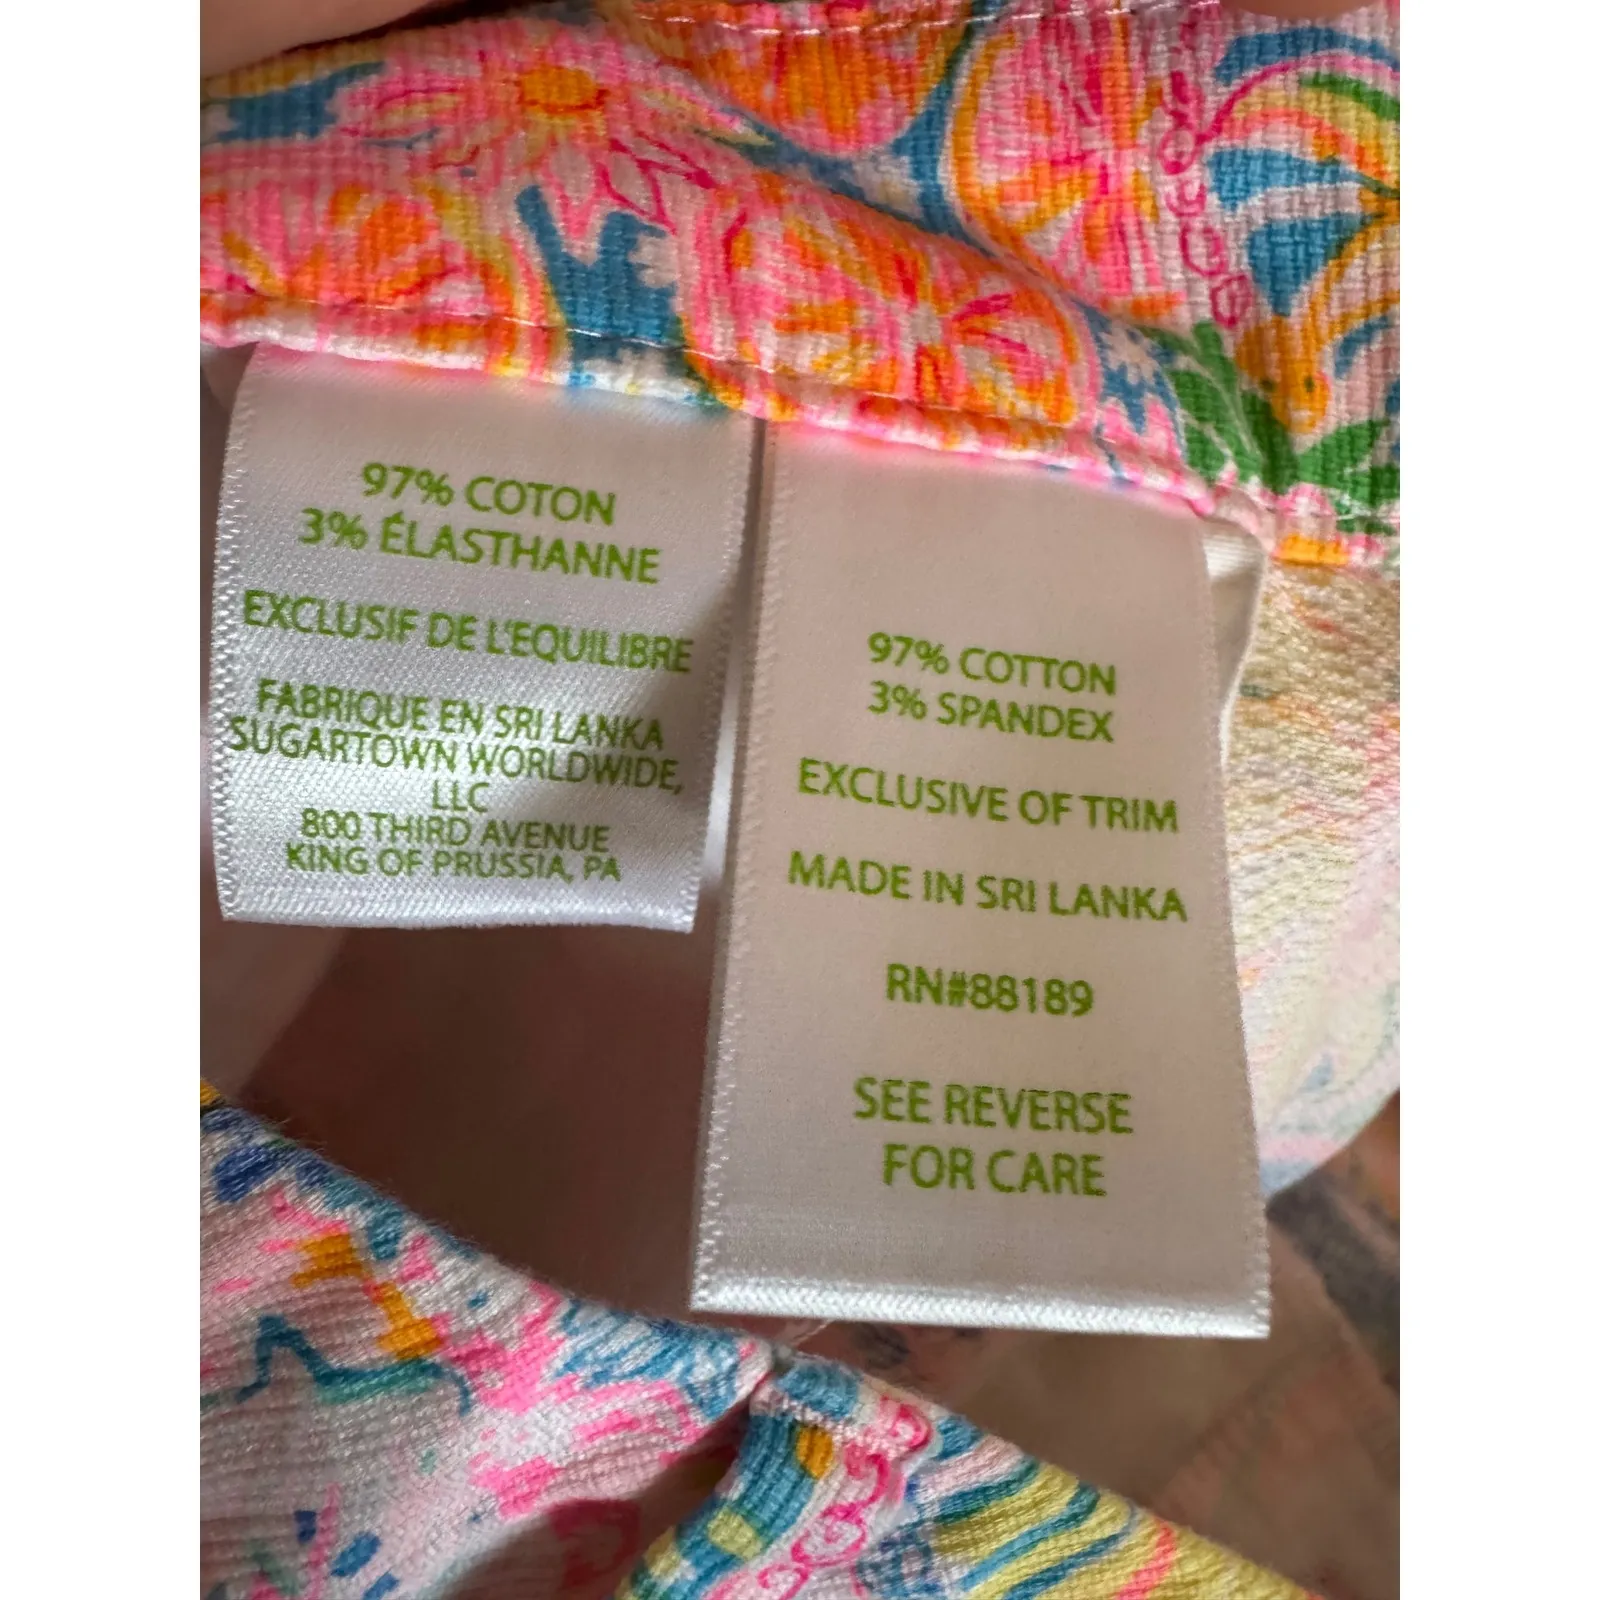 97% COTON
3% ÉLASTHANNE
EXCLUSIF DE L'EQUILIBRE
FABRIQUE EN SRI LANKA
SUGARTOWN WORLDWIDE,
LLC
800 THIRD AVENUE
KING OF PRUSSIA, PA
97% COTTON
3% SPANDEX
EXCLUSIVE OF TRIM
MADE IN SRI LANKA
RN#88189
SEE REVERSE
FOR CARE